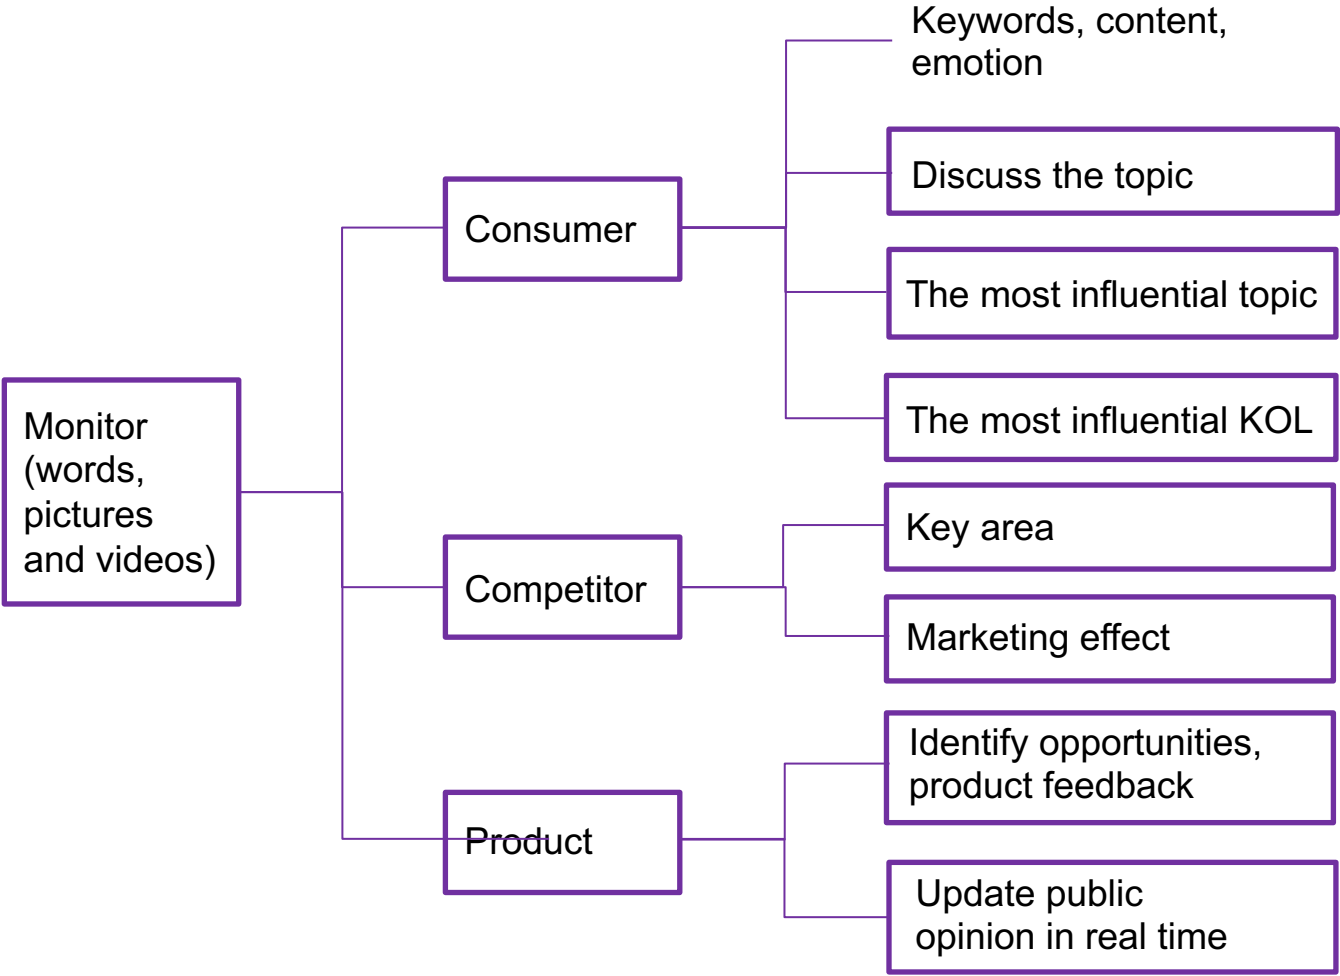 Keywords, content,
emotion
Discuss the topic
Consumer
The most influential topic
The most influential KOL
Monitor
(words,
pictures
and videos)
Key area
Competitor
Marketing effect
Identify opportunities,
product feedback
Product
Update public
opinion in real time